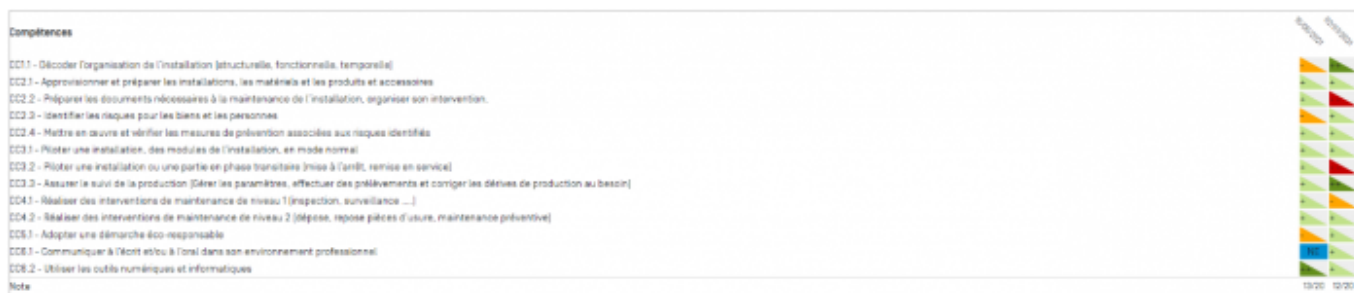 Compétences
CC1.1 - Décoder l'organisation de l'installation (structurelle, fonctionnelle, temporelle)
CC2.1 - Approvisionner et préparer les installations, les matériels et les produits et accessoires
CC2.2 - Préparer les documents nécessaires à la maintenance de l'installation, organiser son intervention.
CC2.3 - Identifier les risques pour les biens et les personnes
CC2.4 - Mettre en œuvre et vérifier les mesures de prévention associées aux risques identifiés
CC3.1 - Piloter une installation, des modules de l'installation, en mode normal
CC3.2 - Piloter une installation ou une partie en phase transitoire (mise à l'arrêt, remise en service)
CC3.3 - Assurer le suivi de la production (Gérer les paramètres, effectuer des prélèvements et corriger les dérives de production au besoin)
CC4.1 - Réaliser des interventions de maintenance de niveau 1 (inspection, surveillance ....)
CC4.2 - Réaliser des interventions de maintenance de niveau 2 (dépose, repose pièces d'usure, maintenance préventive)
CC5.1 - Adopter une démarche éco-responsable
CC6.1 - Communiquer à l'écrit et/ou à l'oral dans son environnement professionnel
NE
CC6.2 - Utiliser les outils numériques et informatiques
Note 13/20 12/20